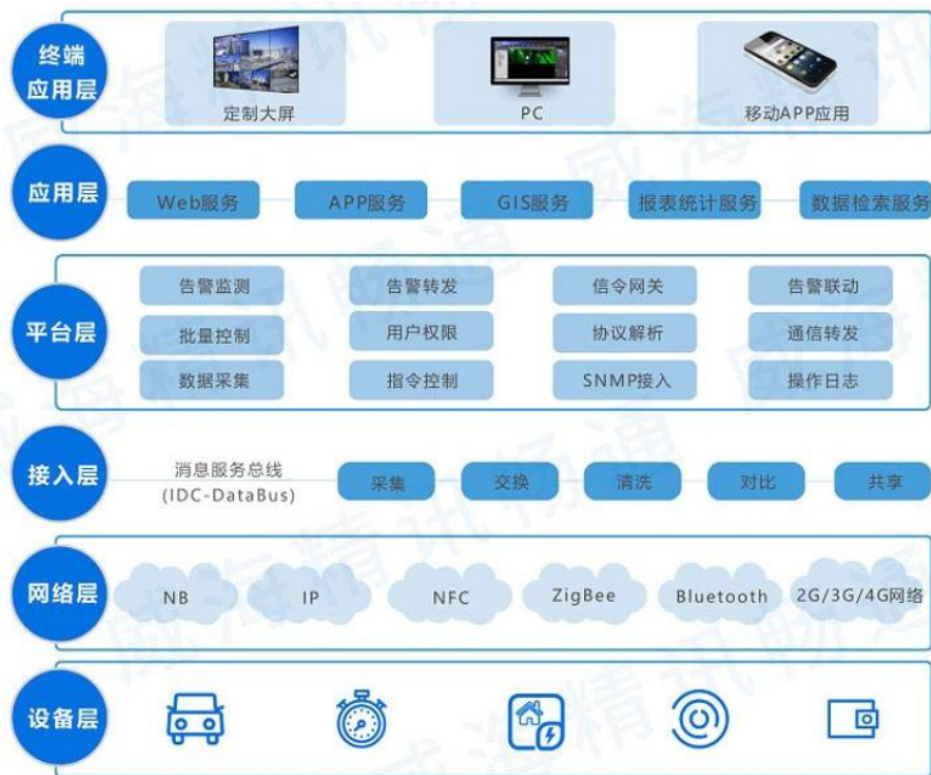 终端
应用层
定制大屏
PC
移动APP应用
应用层
Web服务
APP服务
GIS服务
报表统计服务
数据检索服务
平台层
告警监测
告警转发
信令网关
告警联动
批量控制
用户权限
协议解析
通信转发
数据采集
指令控制
SNMP接入
操作日志
接入层
消息服务总线
(IDC-DataBus)
采集
交换
清洗
对比
共享
网络层
NB
IP
NFC
ZigBee
Bluetooth
2G/3G/4G网络
设备层
威海精讯畅通